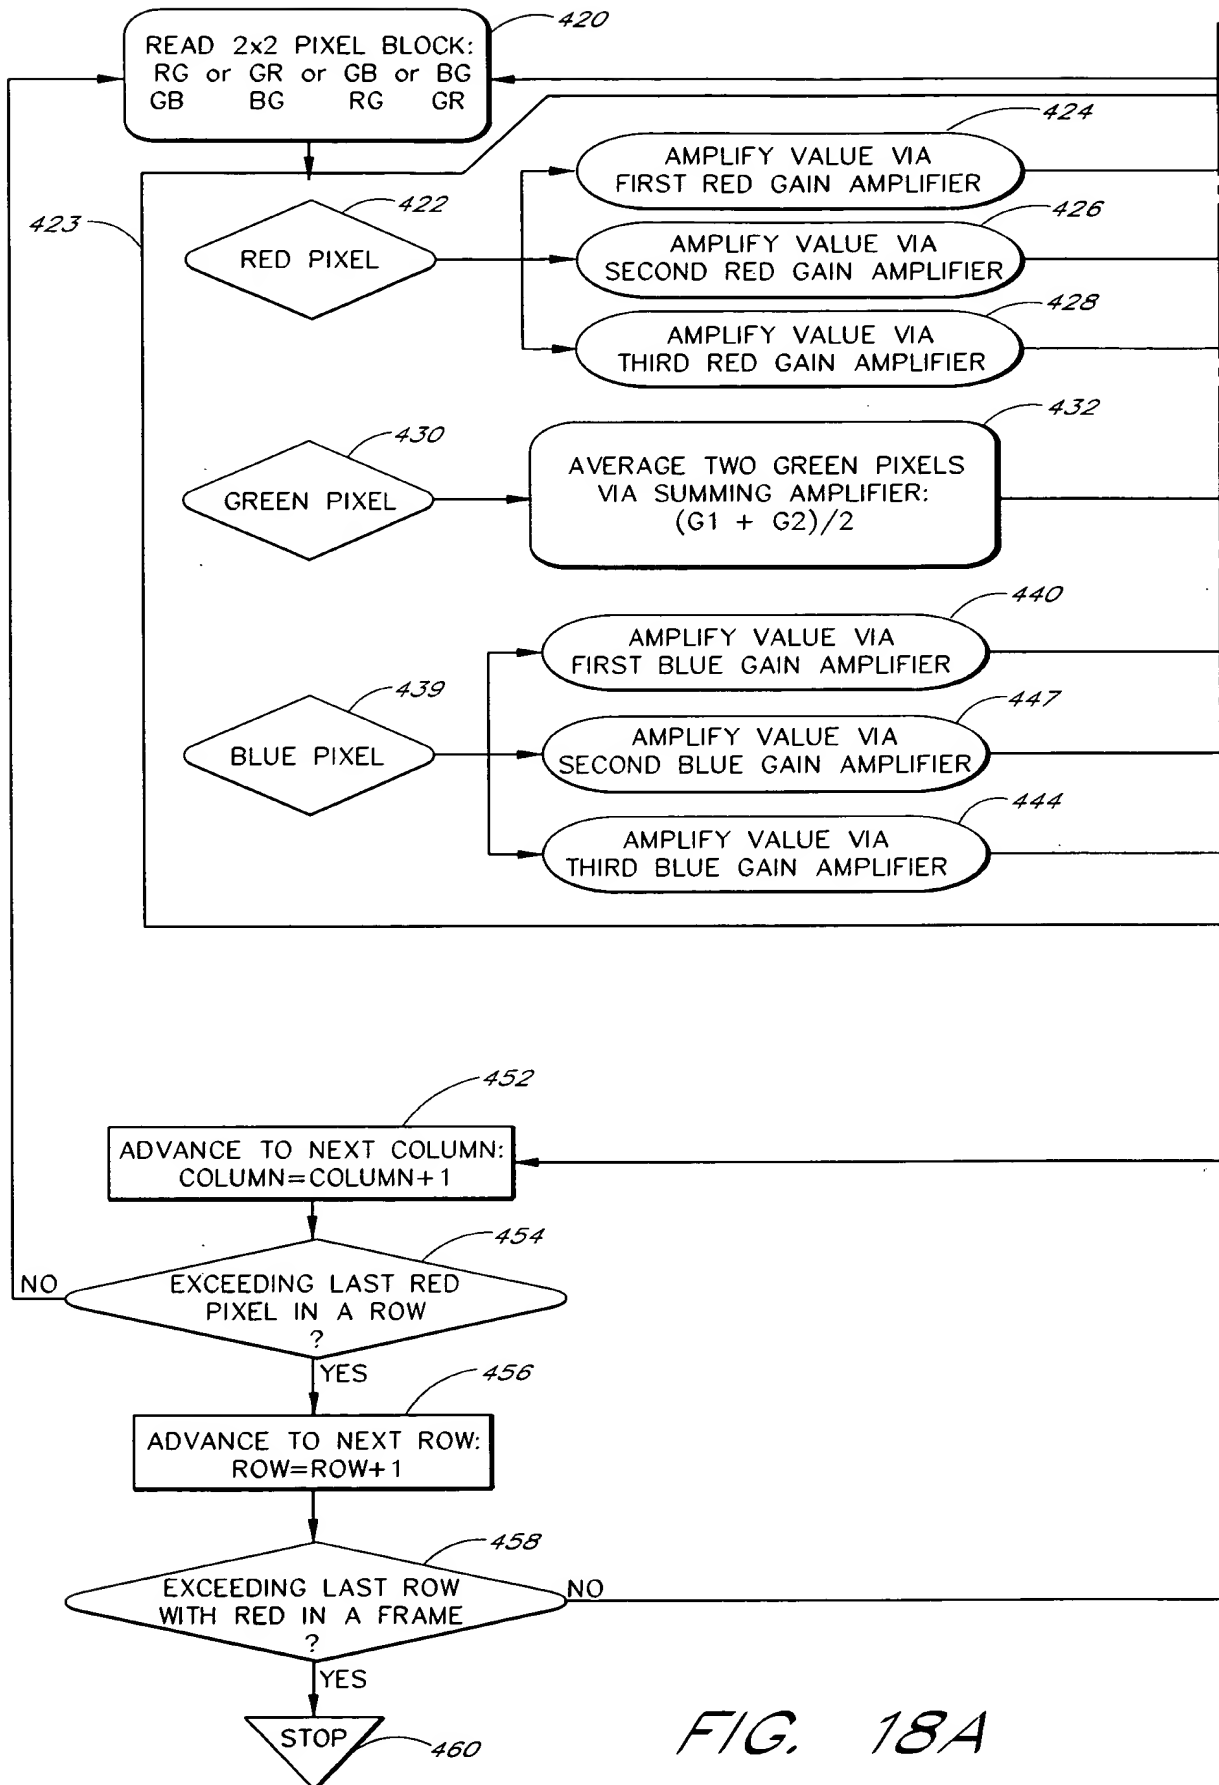 420
READ 2x2 PIXEL BLOCK:
RG or GR or GB or BG
GB BG RG GR
424
AMPLIFY VALUE VIA
FIRST RED GAIN AMPLIFIER
423
422
RED PIXEL
426
AMPLIFY VALUE VIA
SECOND RED GAIN AMPLIFIER
428
AMPLIFY VALUE VIA
THIRD RED GAIN AMPLIFIER
430
GREEN PIXEL
432
AVERAGE TWO GREEN PIXELS
VIA SUMMING AMPLIFIER:
(G1 + G2)/2
440
AMPLIFY VALUE VIA
FIRST BLUE GAIN AMPLIFIER
439
BLUE PIXEL
447
AMPLIFY VALUE VIA
SECOND BLUE GAIN AMPLIFIER
444
AMPLIFY VALUE VIA
THIRD BLUE GAIN AMPLIFIER
452
ADVANCE TO NEXT COLUMN:
COLUMN=COLUMN+1
454
NO
EXCEEDING LAST RED
PIXEL IN A ROW
?
YES
456
ADVANCE TO NEXT ROW:
ROW=ROW+1
458
EXCEEDING LAST ROW
WITH RED IN A FRAME
?
NO
YES
STOP
460
FIG. 18A